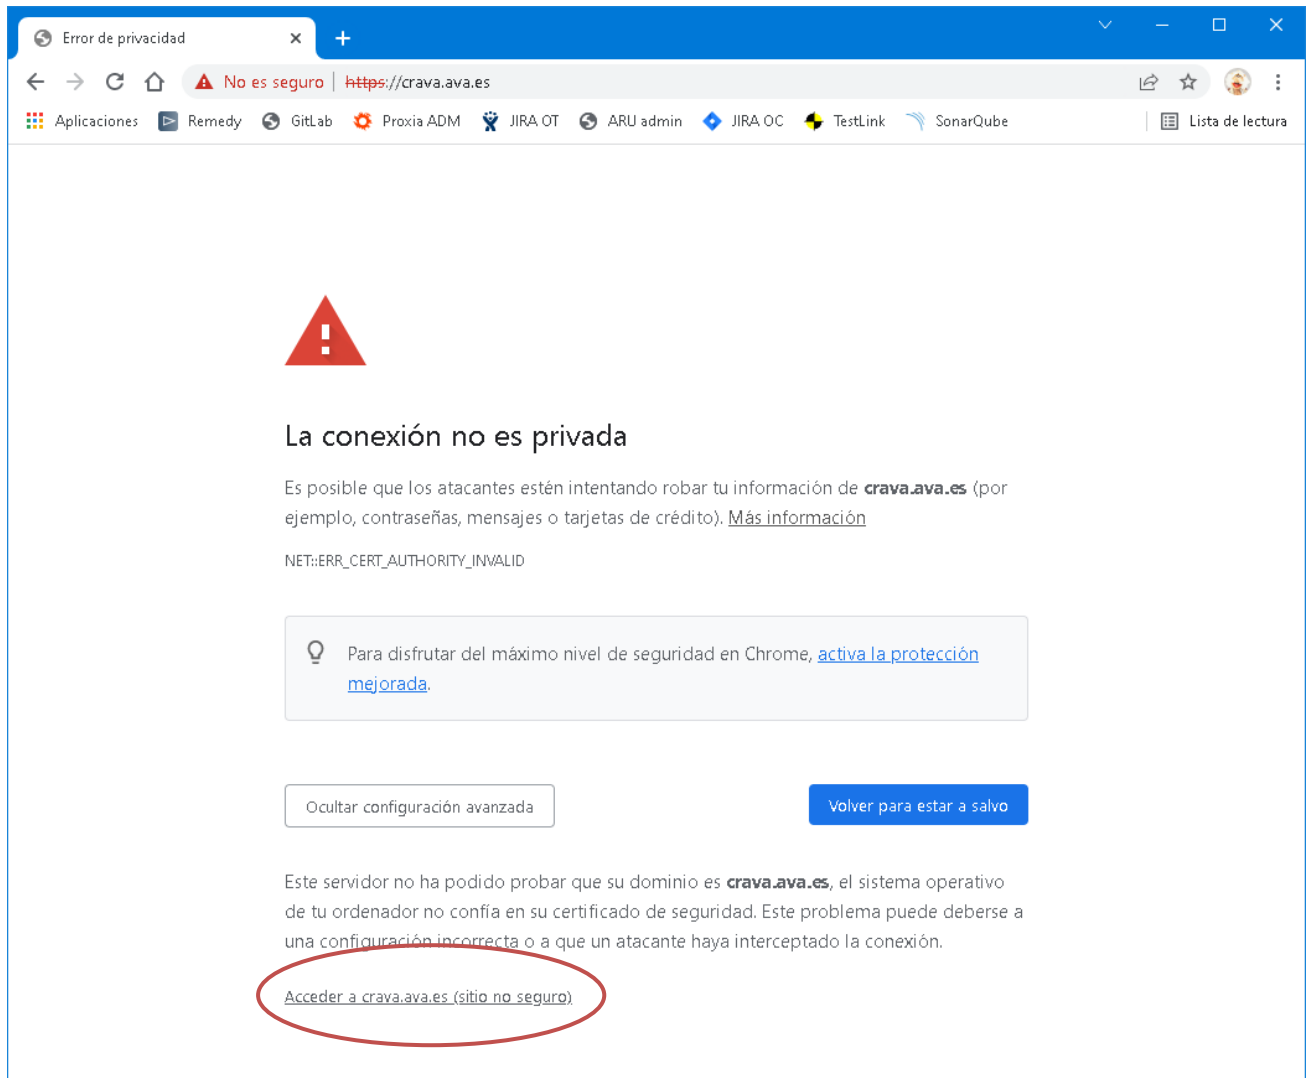 Error de privacidad
No es seguro | https://crava.ava.es
Aplicaciones Remedy GitLab Proxia ADM JIRA OT ARU admin JIRA OC TestLink SonarQube Lista de lectura
La conexión no es privada
Es posible que los atacantes estén intentando robar tu información de crava.ava.es (por
ejemplo, contraseñas, mensajes o tarjetas de crédito). Más información
NET::ERR_CERT_AUTHORITY_INVALID
Para disfrutar del máximo nivel de seguridad en Chrome, activa la protección
mejorada.
Ocultar configuración avanzada
Volver para estar a salvo
Este servidor no ha podido probar que su dominio es crava.ava.es, el sistema operativo
de tu ordenador no confía en su certificado de seguridad. Este problema puede deberse a
una configuración incorrecta o a que un atacante haya interceptado la conexión.
Acceder a crava.ava.es (sitio no seguro)